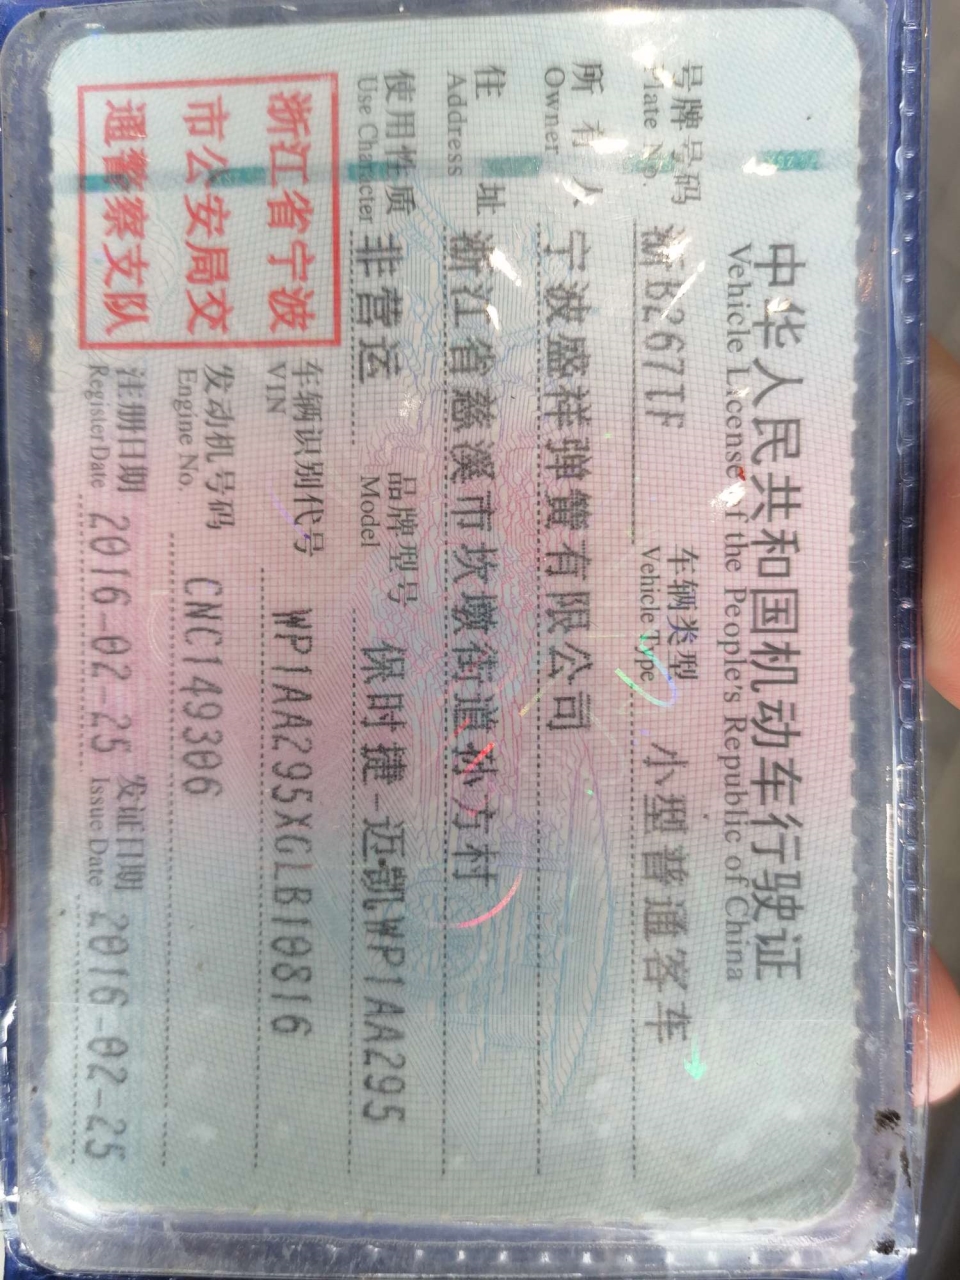 中华人民共和国机动车行驶证
Vehicle License of the People's Republic of China
号牌号码 浙B267TF 车辆类型 小型普通客车
Plate No. Vehicle Type
所有人 宁波盛祥弹簧有限公司
Owner
住址 浙江省慈溪市坎墩街道孙方村
Address
使用性质 非营运 品牌型号 保时捷-迈凯WP1AA295
Use Character Model
浙江省宁波
市公安局交
通警察支队
车辆识别代号 WP1AA295XGLB10816
VIN
发动机号码 CNC149306
Engine No.
注册日期 2016-02-25 发证日期 2016-02-25
Register Date Issue Date